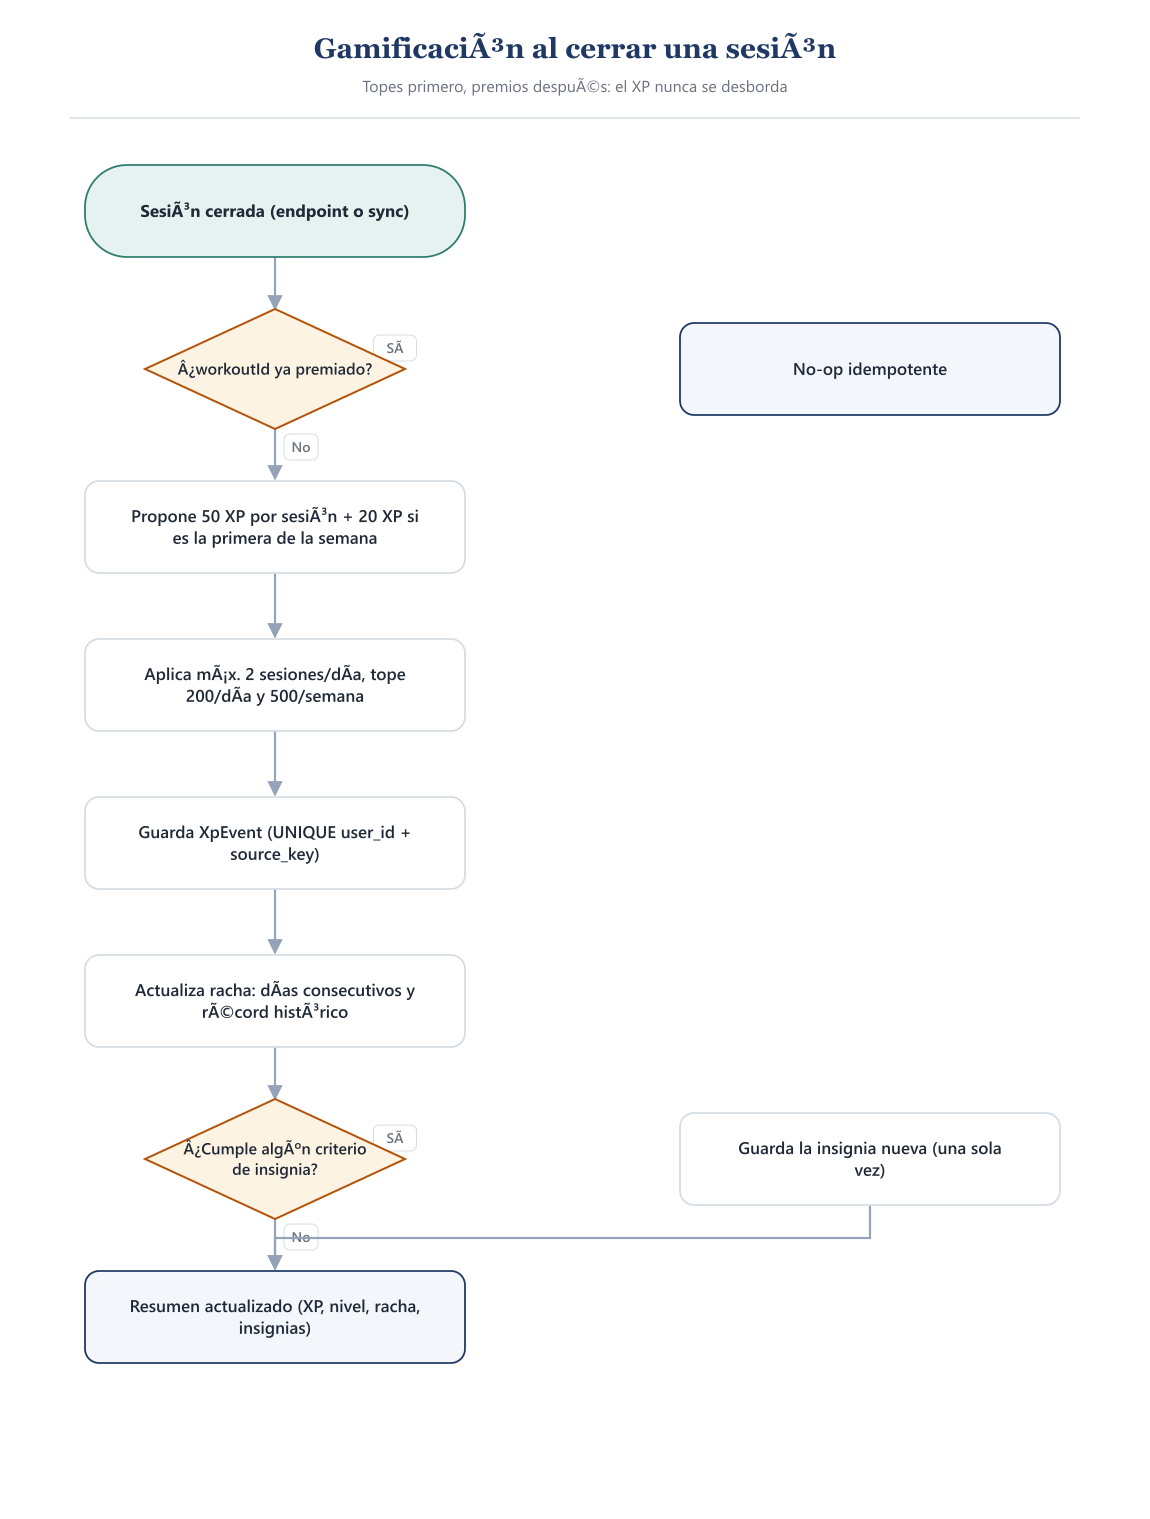 GamificaciÃ³n al cerrar una sesiÃ³n
Topes primero, premios despuÃ©s: el XP nunca se desborda
SesiÃ³n cerrada (endpoint o sync)
SÃ
Â¿workoutId ya premiado?
No-op idempotente
No
Propone 50 XP por sesiÃ³n + 20 XP si
es la primera de la semana
Aplica mÃ¡x. 2 sesiones/dÃa, tope
200/dÃa y 500/semana
Guarda XpEvent (UNIQUE user_id +
source_key)
Actualiza racha: dÃas consecutivos y
rÃ©cord histÃ³rico
SÃ
Â¿Cumple algÃºn criterio
de insignia?
Guarda la insignia nueva (una sola
vez)
No
Resumen actualizado (XP, nivel, racha,
insignias)